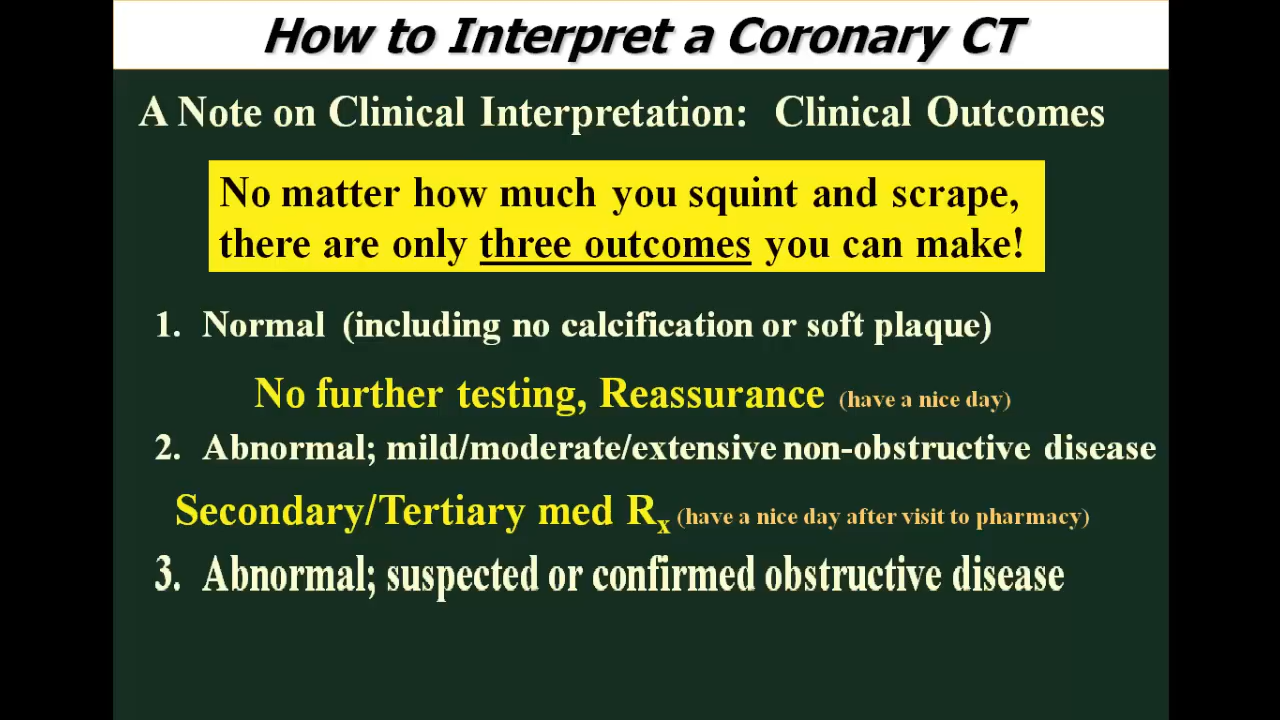 How to Interpret a Coronary CT
A Note on Clinical Interpretation: Clinical Outcomes
No matter how much you squint and scrape,
there are only three outcomes you can make!
1. Normal (including no calcification or soft plaque)
No further testing, Reassurance (have a nice day)
2. Abnormal; mild/moderate/extensive non-obstructive disease
Secondary/Tertiary med Rx (have a nice day after visit to pharmacy)
3. Abnormal; suspected or confirmed obstructive disease